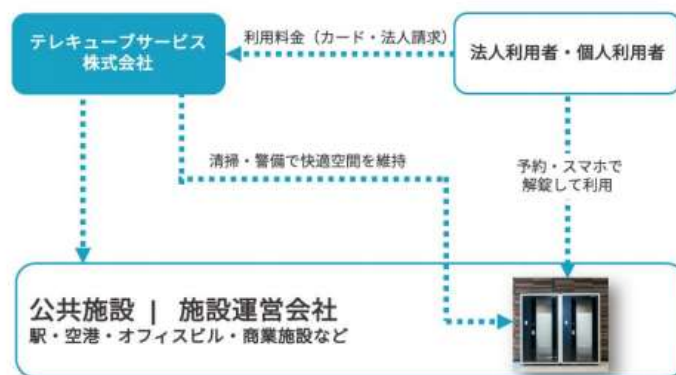 テレキューブサービス
株式会社
利用料金（カード・法人請求）
法人利用者・個人利用者
清掃・警備で快適空間を維持
予約・スマホで
解錠して利用
公共施設 | 施設運営会社
駅・空港・オフィスビル・商業施設など